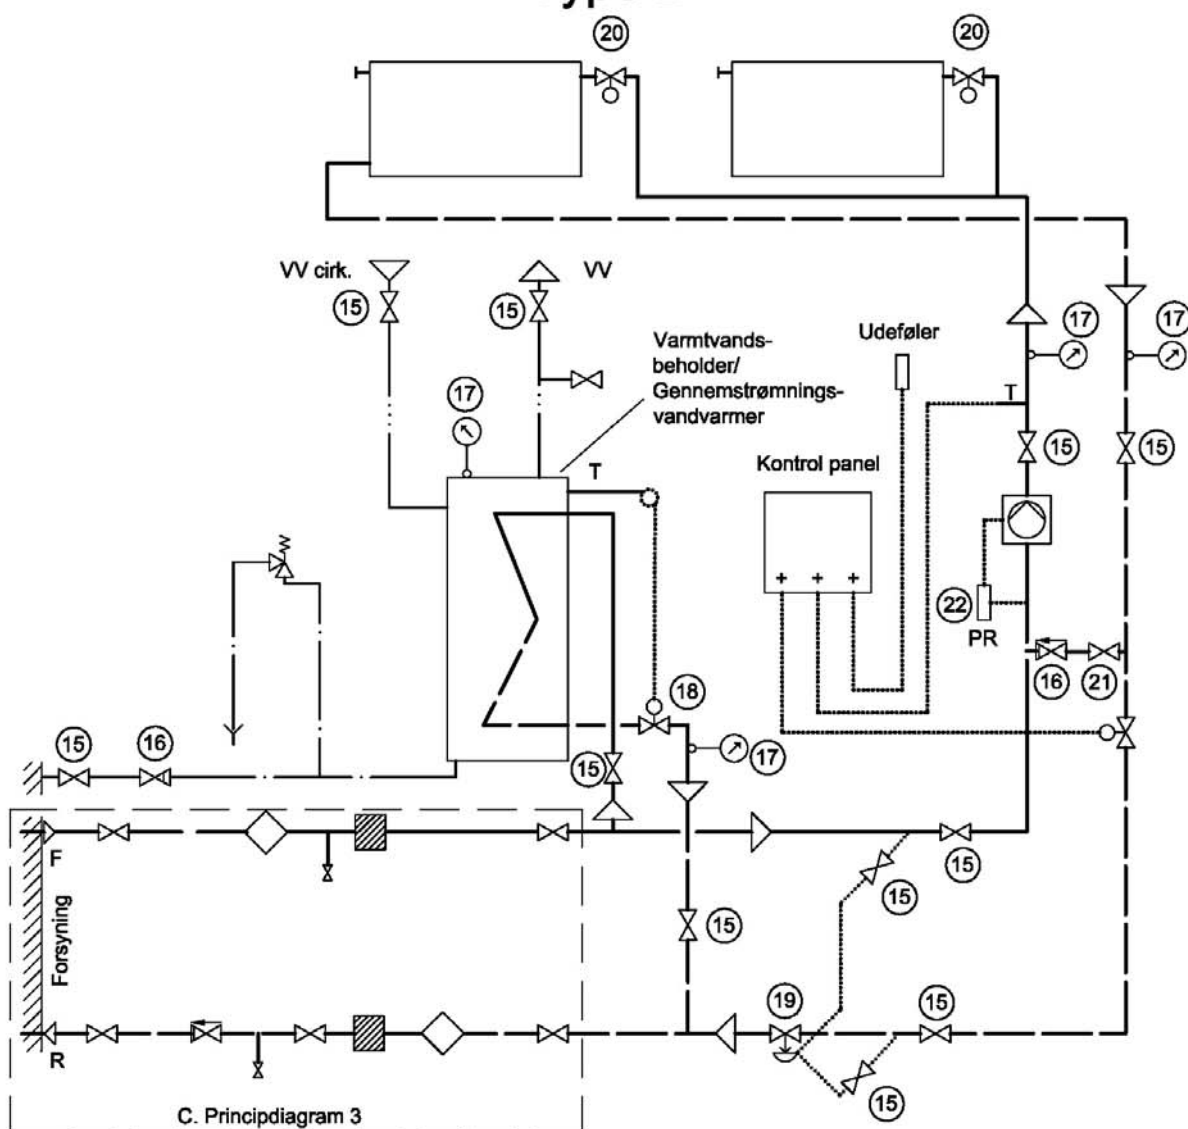 20
20
VV cirk.
VV
15
15
17
17
Udeføler
Varmtvands-
beholder/
Gennemstrømnings-
vandvarmer
17
T
T
15
15
Kontrol panel
22
PR
16
21
18
15
16
17
15
F
15
15
Forsyning
15
19
15
R
15
C. Principdiagram 3